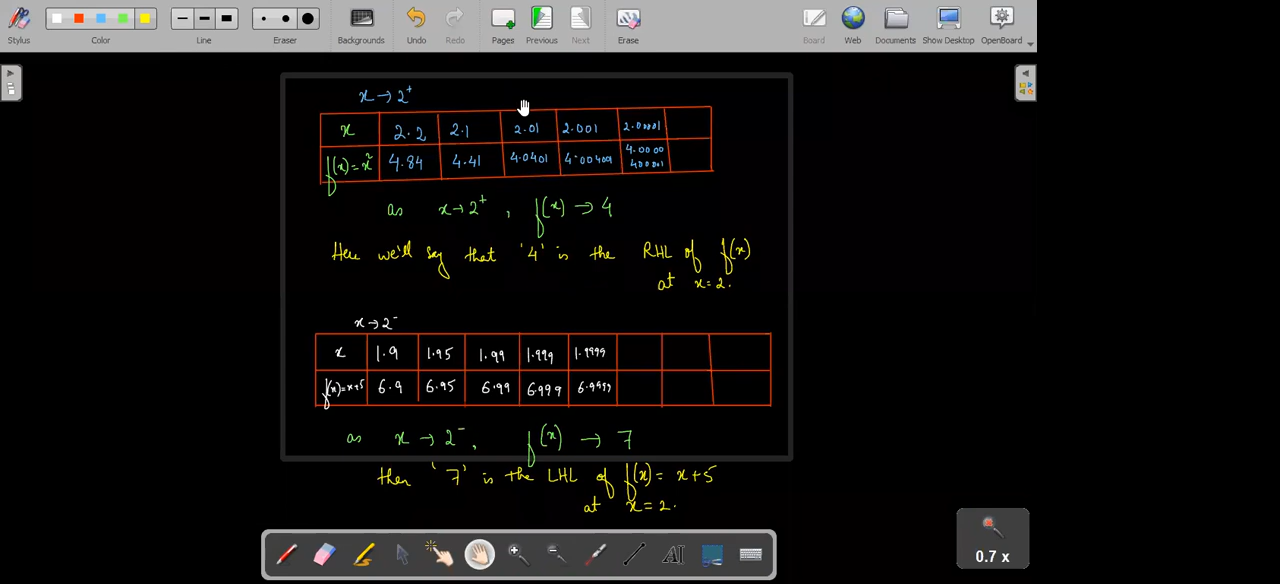 Stylus Color Line Eraser Backgrounds Undo Redo Pages Previous Next Erase Board Web Documents Show Desktop OpenBoard
x → 2⁺
x 2.2 2.1 2.01 2.001 2.0001
f(x)=x² 4.84 4.41 4.0401 4.004001 4.0000
400001
as x→2⁺, f(x) → 4
Here we'll say that '4' is the RHL of f(x)
at x=2.
x→2⁻
x 1.9 1.95 1.99 1.999 1.9999
f(x)=x+5 6.9 6.95 6.99 6.999 6.9999
as x → 2⁻, f(x) → 7
then '7' is the LHL of f(x)= x+5
at x=2.
AI
0.7 x